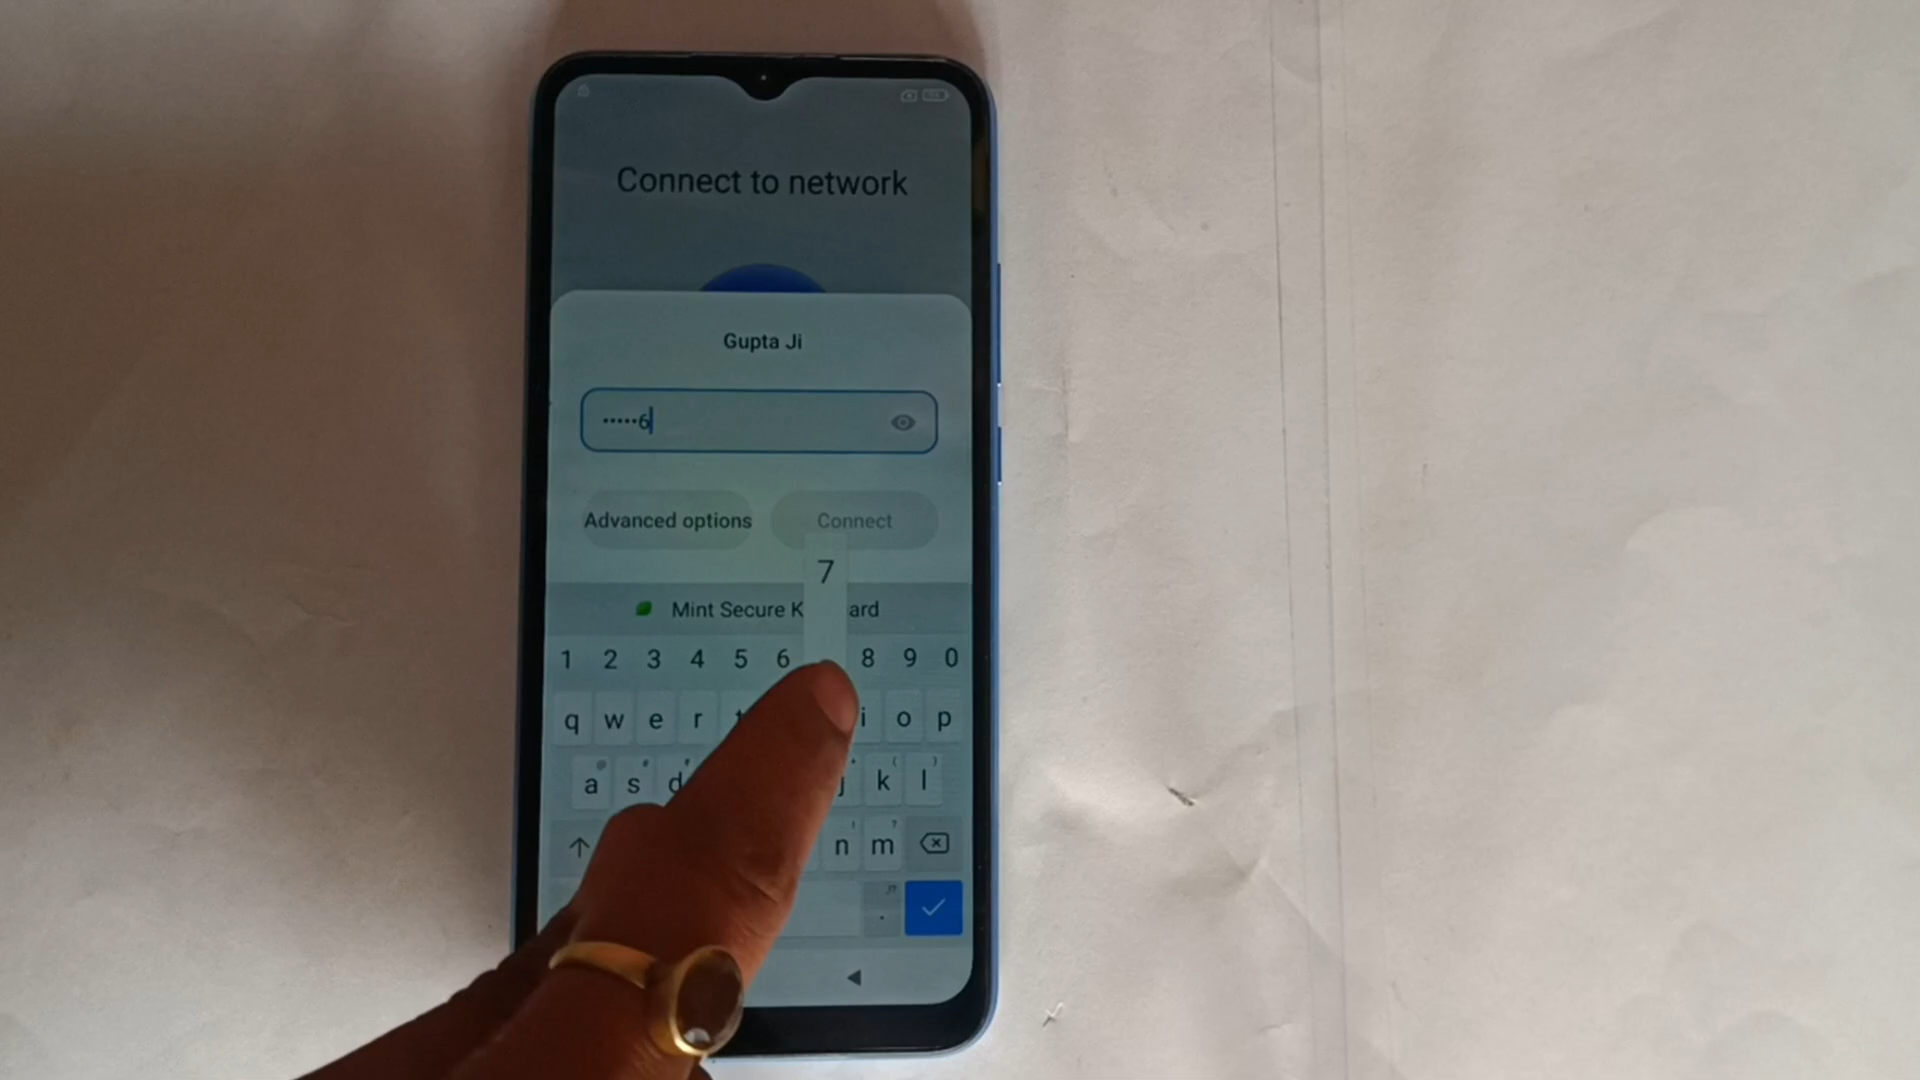 Connect to network
Gupta Ji
•••••6
Advanced options
Connect
7
Mint Secure K ard
1 2 3 4 5 6 8 9 0
q w e r t i o p
a s d j k l
n m
.